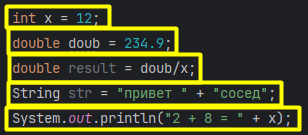 int x = 12;
double doub = 234.9;
double result = doub/x;
String str = "привет " + "сосед";
System.out.println("2 + 8 = " + x);